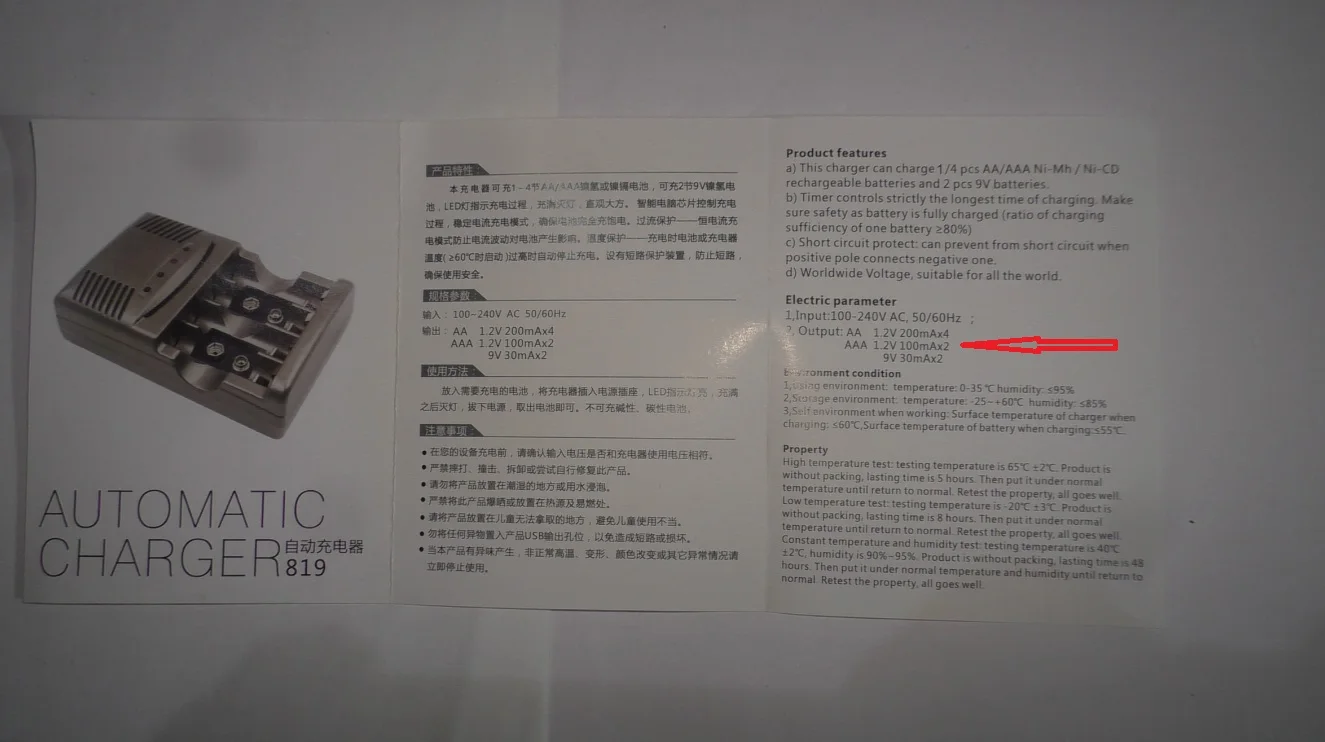 AUTOMATIC
CHARGER自动充电器
819
产品特性:
本充电器可充1~4节AA/AAA镍氢或镍镉电池，可充2节9V镍氢电
池，LED灯指示充电过程，充满灭灯，直观大方。智能电脑芯片控制充电
过程，稳定电流充电模式，确保电池完全充饱电。过流保护——恒电流充
电模式防止电流波动对电池产生影响。温度保护——充电时电池或充电器
温度(≥60℃时启动)过高时自动停止充电。设有短路保护装置，防止短路，
确保使用安全。
规格参数:
输入：100~240V AC 50/60Hz
输出：AA 1.2V 200mAx4
AAA 1.2V 100mAx2
9V 30mAx2
使用方法:
放入需要充电的电池，将充电器插入电源插座，LED指示灯亮，充满
之后灭灯，拔下电源，取出电池即可。不可充碱性、碳性电池。
注意事项:
●在您的设备充电前，请确认输入电压是否和充电器使用电压相符。
●严禁摔打、撞击、拆卸或尝试自行修复此产品。
●请勿将产品放置在潮湿的地方或用水浸泡。
●严禁将此产品爆晒或放置在热源及易燃处。
●请将产品放置在儿童无法拿取的地方，避免儿童使用不当。
●勿将任何异物置入产品USB输出孔位，以免造成短路或损坏。
●当本产品有异味产生，非正常高温、变形、颜色改变或其它异常情况请
立即停止使用。
Product features
a) This charger can charge 1/4 pcs AA/AAA Ni-Mh / Ni-CD
rechargeable batteries and 2 pcs 9V batteries.
b) Timer controls strictly the longest time of charging. Make
sure safety as battery is fully charged (ratio of charging
sufficiency of one battery ≥80%)
c) Short circuit protect: can prevent from short circuit when
positive pole connects negative one.
d) Worldwide Voltage, suitable for all the world.
Electric parameter
1,Input:100-240V AC, 50/60Hz ;
2, Output: AA 1.2V 200mAx4
AAA 1.2V 100mAx2
9V 30mAx2
Environment condition
1,Using environment: temperature: 0-35℃ humidity: ≤95%
2,Storage environment: temperature: -25~+60℃ humidity: ≤85%
3,Self environment when working: Surface temperature of charger when
charging: ≤60℃,Surface temperature of battery when charging:≤55℃.
Property
High temperature test: testing temperature is 65℃ ±2℃. Product is
without packing, lasting time is 5 hours. Then put it under normal
temperature until return to normal. Retest the property, all goes well.
Low temperature test: testing temperature is -20℃ ±3℃. Product is
without packing, lasting time is 8 hours. Then put it under normal
temperature until return to normal. Retest the property, all goes well.
Constant temperature and humidity test: testing temperature is 40℃
±2℃, humidity is 90%~95%. Product is without packing, lasting time is 48
hours. Then put it under normal temperature and humidity until return to
normal. Retest the property, all goes well.